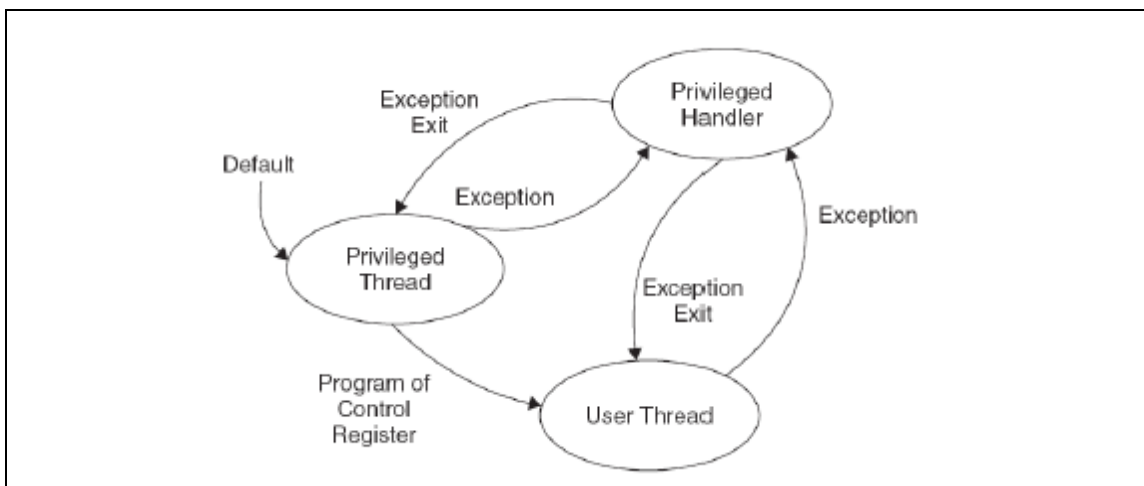 Privileged
Handler
Exception
Exit
Default
Exception
Exception
Privileged
Thread
Exception
Exit
Program of
Control
Register
User Thread